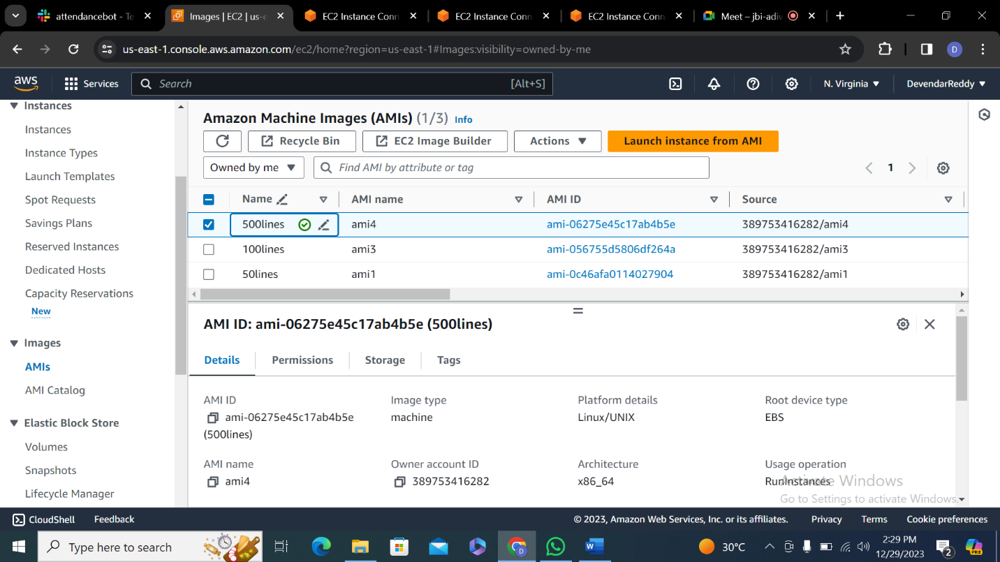 attendancebot - Te
Images | EC2 | us-e
EC2 Instance Conn
EC2 Instance Conn
EC2 Instance Conn
Meet – jbi-adiv
us-east-1.console.aws.amazon.com/ec2/home?region=us-east-1#Images:visibility=owned-by-me
D
aws
Services
Search
[Alt+S]
N. Virginia
DevendarReddy
Instances
Instances
Instance Types
Launch Templates
Spot Requests
Savings Plans
Reserved Instances
Dedicated Hosts
Capacity Reservations
New
Images
AMIs
AMI Catalog
Elastic Block Store
Volumes
Snapshots
Lifecycle Manager
Amazon Machine Images (AMIs) (1/3) Info
Recycle Bin
EC2 Image Builder
Actions
Launch instance from AMI
Owned by me
Find AMI by attribute or tag
1
Name AMI name AMI ID Source
500lines ami4 ami-06275e45c17ab4b5e 389753416282/ami4
100lines ami3 ami-056755d5806df264a 389753416282/ami3
50lines ami1 ami-0c46afa0114027904 389753416282/ami1
AMI ID: ami-06275e45c17ab4b5e (500lines)
Details Permissions Storage Tags
AMI ID Image type Platform details Root device type
ami-06275e45c17ab4b5e machine Linux/UNIX EBS
(500lines)
AMI name Owner account ID Architecture Usage operation
ami4 389753416282 x86_64 RunInstances
Activate Windows
Go to Settings to activate Windows.
CloudShell Feedback © 2023, Amazon Web Services, Inc. or its affiliates. Privacy Terms Cookie preferences
Type here to search
D
W
30°C
2:29 PM
12/29/2023
2
PRE